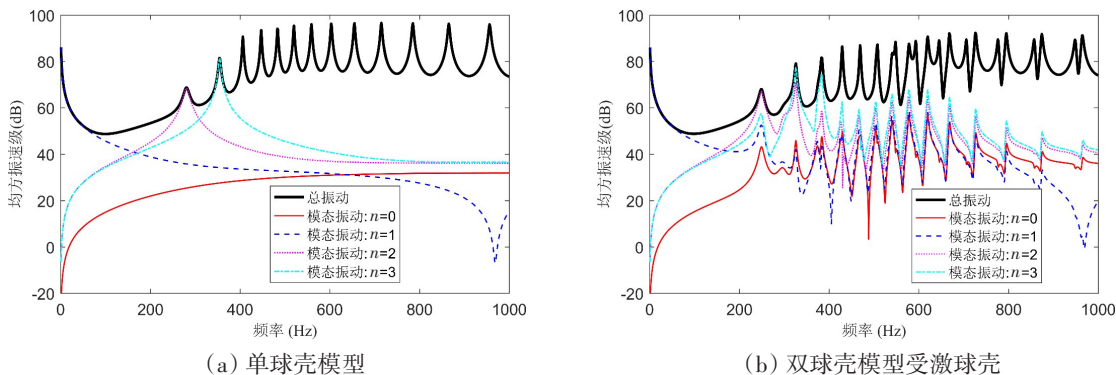 100
80
60
40
20
0
-20
均方振速级(dB)
0 200 400 600 800 1000
频率 (Hz)
总振动
模态振动: n=0
模态振动: n=1
模态振动: n=2
模态振动: n=3
(a) 单球壳模型
100
80
60
40
20
0
-20
均方振速级(dB)
0 200 400 600 800 1000
频率 (Hz)
总振动
模态振动: n=0
模态振动: n=1
模态振动: n=2
模态振动: n=3
(b) 双球壳模型受激球壳